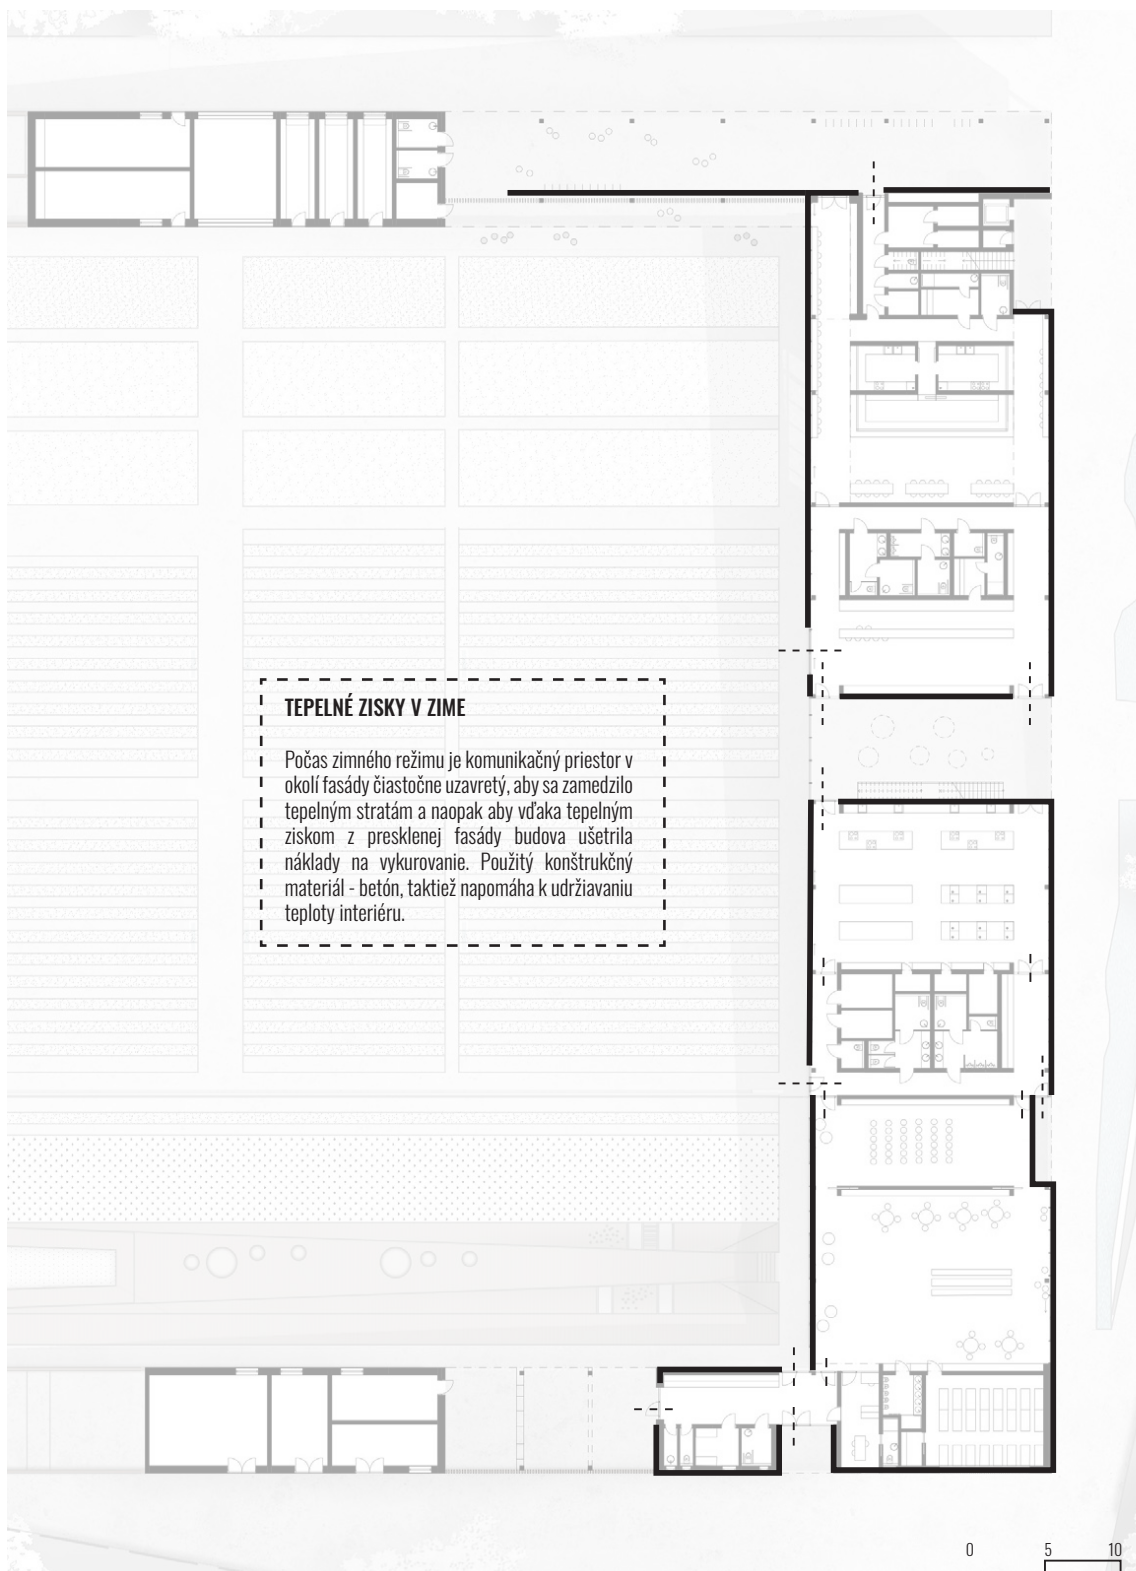 TEPELNÉ ZISKY V ZIME
Počas zimného režimu je komunikačný priestor v
okolí fasády čiastočne uzavretý, aby sa zamedzilo
tepelným stratám a naopak aby vďaka tepelným
ziskom z presklenej fasády budova ušetrila
náklady na vykurovanie. Použitý konštrukčný
materiál - betón, taktiež napomáha k udržiavaniu
teploty interiéru.
0 5 10